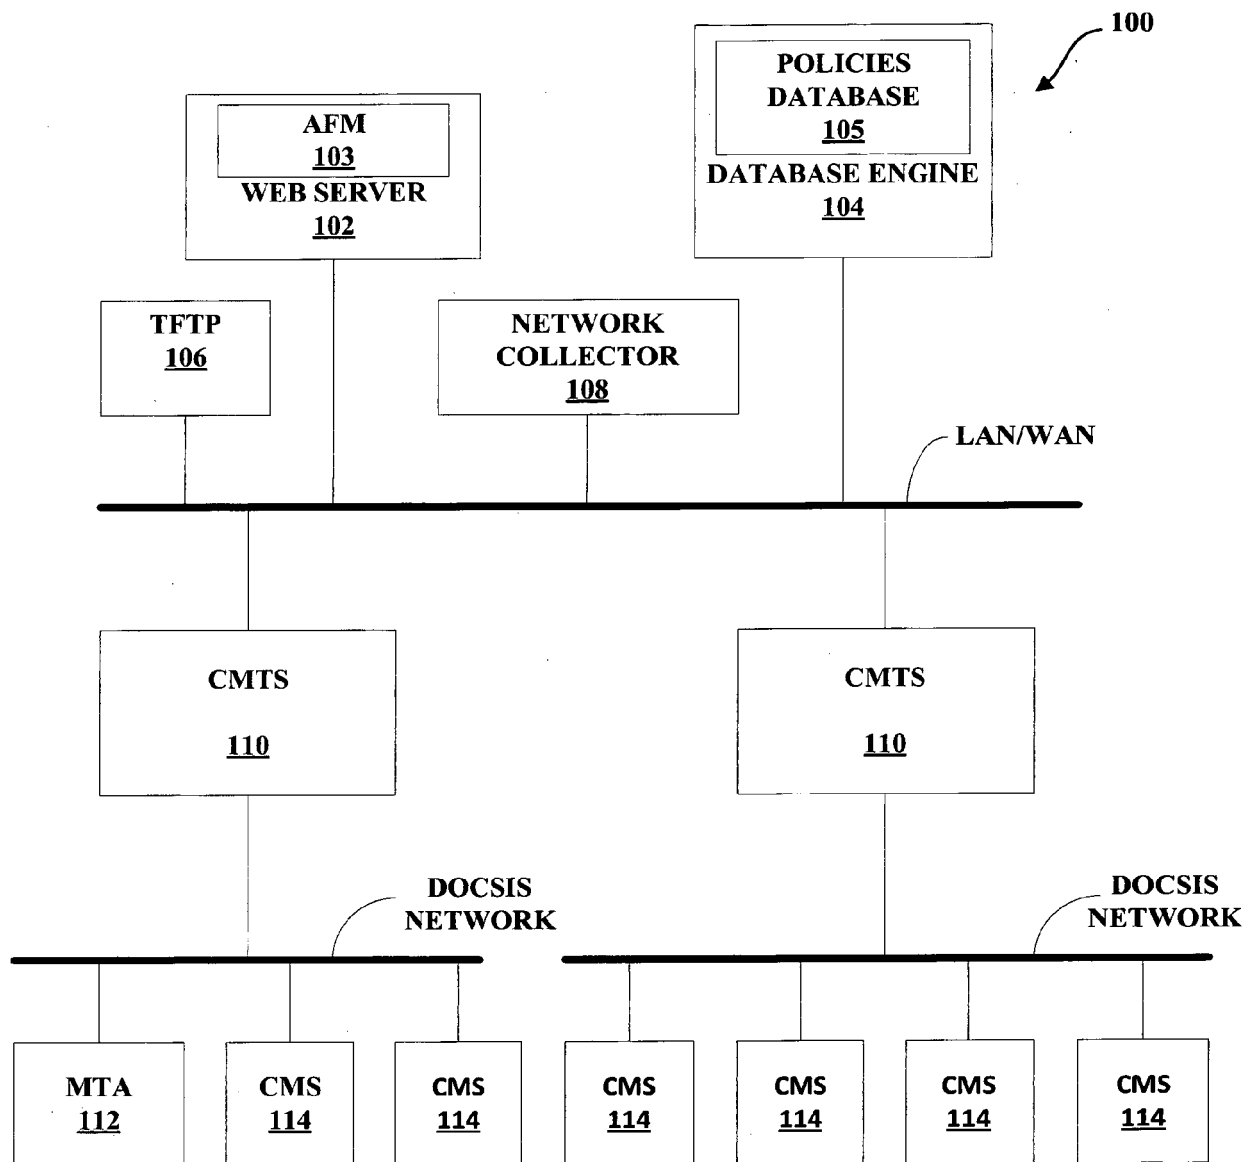 100
POLICIES
DATABASE
105
DATABASE ENGINE
104
AFM
103
WEB SERVER
102
TFTP
106
NETWORK
COLLECTOR
108
LAN/WAN
CMTS
110
CMTS
110
DOCSIS
NETWORK
DOCSIS
NETWORK
MTA
112
CMS
114
CMS
114
CMS
114
CMS
114
CMS
114
CMS
114